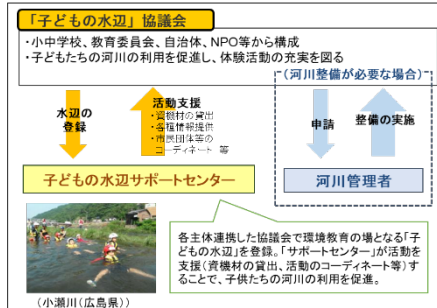 「子どもの水辺」協議会
・小中学校、教育委員会、自治体、NPO等から構成
・子どもたちの河川の利用を促進し、体験活動の充実を図る
（河川整備が必要な場合）
水辺の
登録
活動支援
・資機材の貸出
・各種情報提供
・市民団体等の
コーディネート 等
申請
整備の実施
子どもの水辺サポートセンター
河川管理者
各主体連携した協議会で環境教育の場となる「子
どもの水辺」を登録。「サポートセンター」が活動を
支援（資機材の貸出、活動のコーディネート等）す
ることで、子供たちの河川の利用を促進。
（小瀬川（広島県））